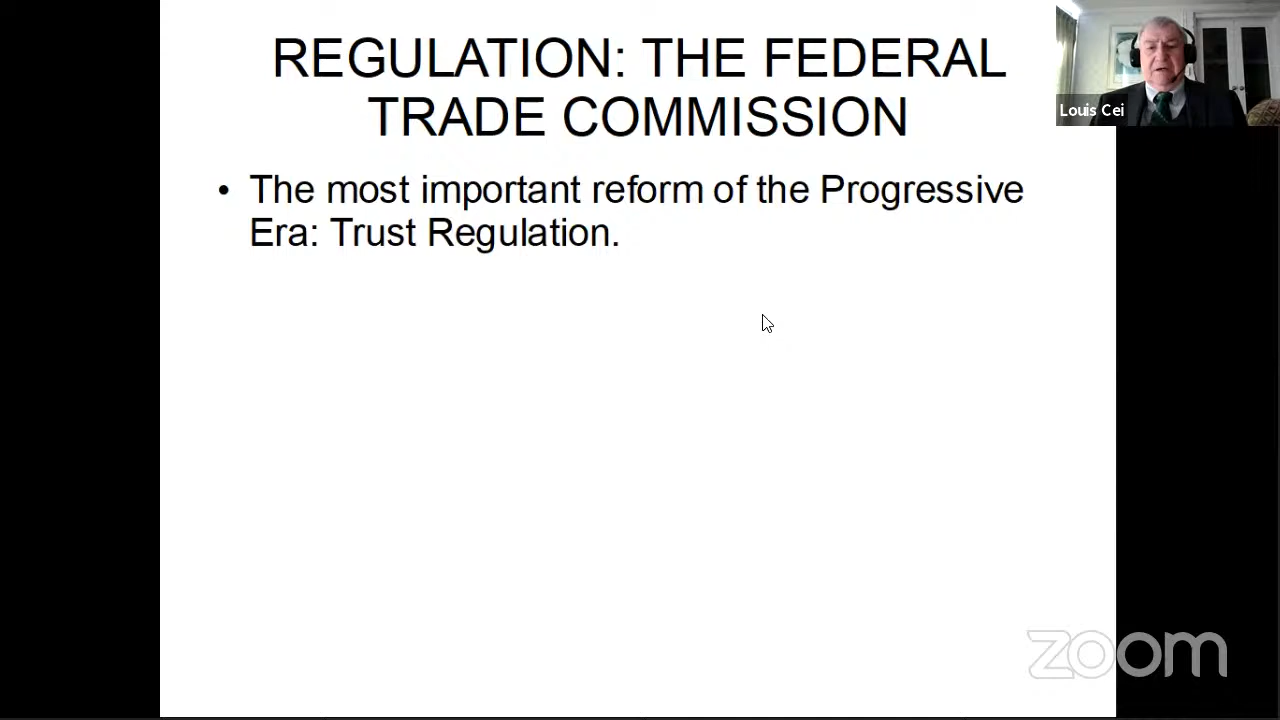 REGULATION: THE FEDERAL
TRADE COMMISSION
• The most important reform of the Progressive
Era: Trust Regulation.
Louis Cei
zoom